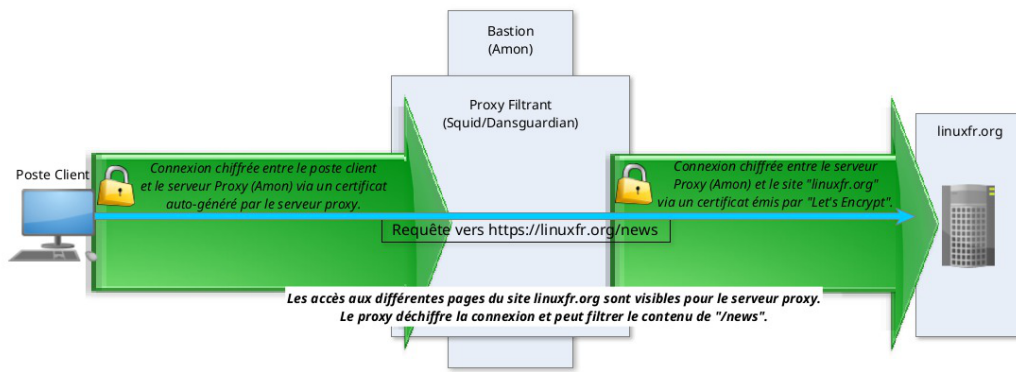 Bastion
(Amon)
Proxy Filtrant
(Squid/Dansguardian)
linuxfr.org
Poste Client
Connexion chiffrée entre le poste client
et le serveur Proxy (Amon) via un certificat
auto-généré par le serveur proxy.
Connexion chiffrée entre le serveur
Proxy (Amon) et le site "linuxfr.org"
via un certificat émis par "Let's Encrypt".
Requête vers https://linuxfr.org/news
Les accès aux différentes pages du site linuxfr.org sont visibles pour le serveur proxy.
Le proxy déchiffre la connexion et peut filtrer le contenu de "/news".